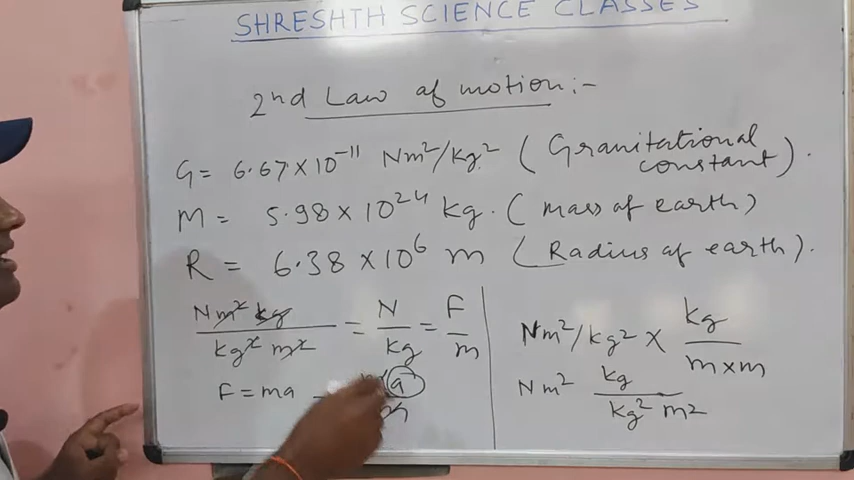 SHRESHTH SCIENCE CLASSES
2nd Law of motion:-
G = 6.67 × 10⁻¹¹ Nm²/kg² (Gravitational constant).
M = 5.98 × 10²⁴ kg. (mass of earth)
R = 6.38 × 10⁶ m (Radius of earth).
Nm² kg / kg² m² = N / kg = F / m
F = ma
a
m
Nm²/kg² × kg / m×m
Nm² kg / kg² m²